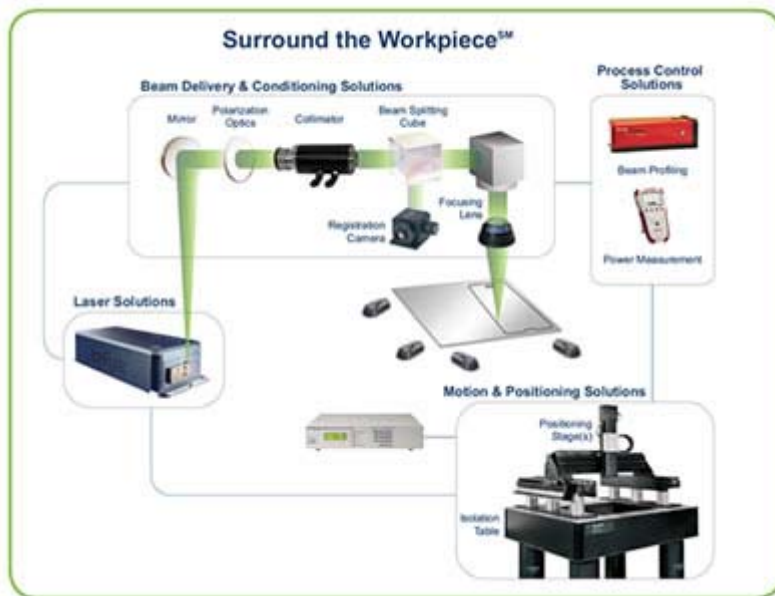 Surround the Workpiece℠
Beam Delivery & Conditioning Solutions
Mirror
Polarization
Optics
Collimator
Beam Splitting
Cube
Focusing
Lens
Registration
Camera
Process Control
Solutions
Beam Profiling
Power Measurement
Laser Solutions
Motion & Positioning Solutions
Positioning
Stage(s)
Isolation
Table